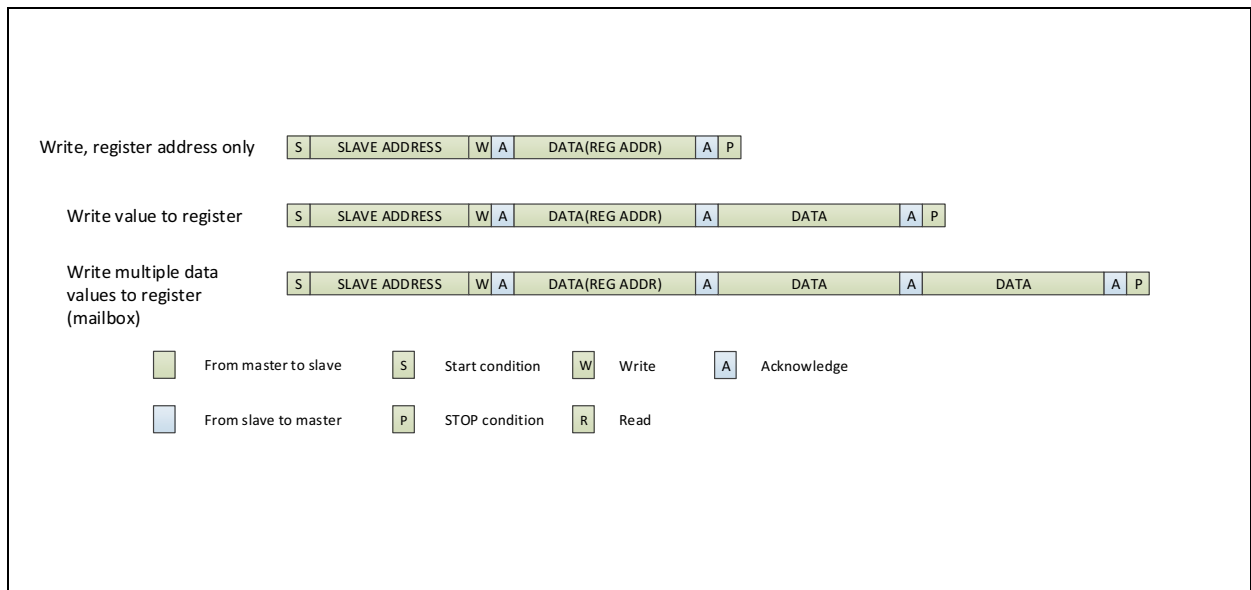 Write, register address only S SLAVE ADDRESS W A DATA(REG ADDR) A P
Write value to register S SLAVE ADDRESS W A DATA(REG ADDR) A DATA A P
Write multiple data
values to register
(mailbox)
S SLAVE ADDRESS W A DATA(REG ADDR) A DATA A DATA A P
From master to slave S Start condition W Write A Acknowledge
From slave to master P STOP condition R Read